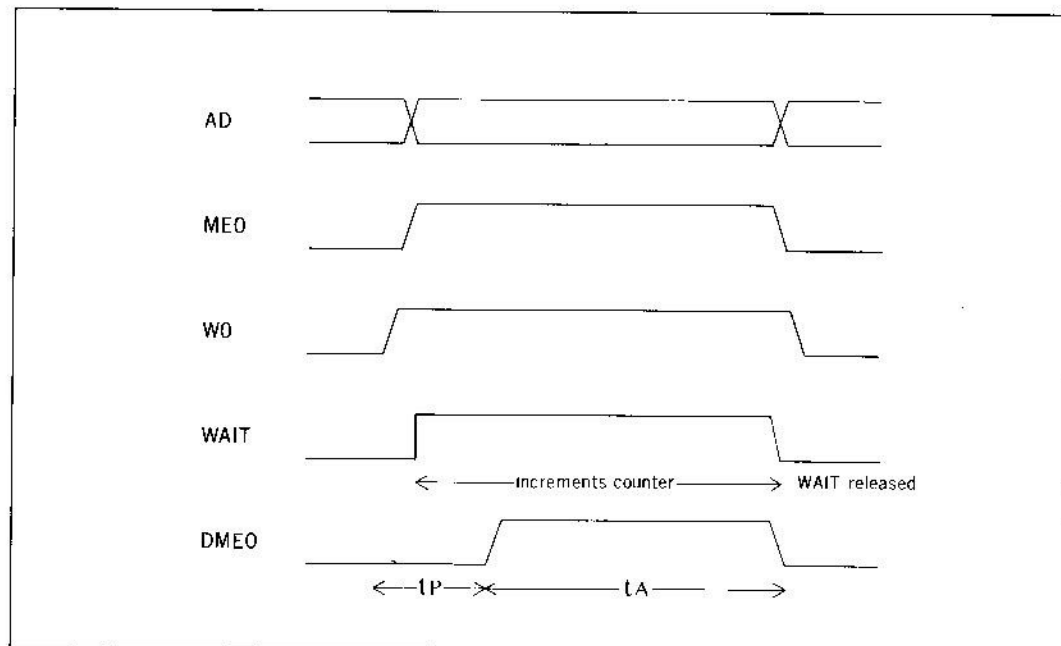 AD
MEO
WO
WAIT
increments counter WAIT released
DMEO
tP tA